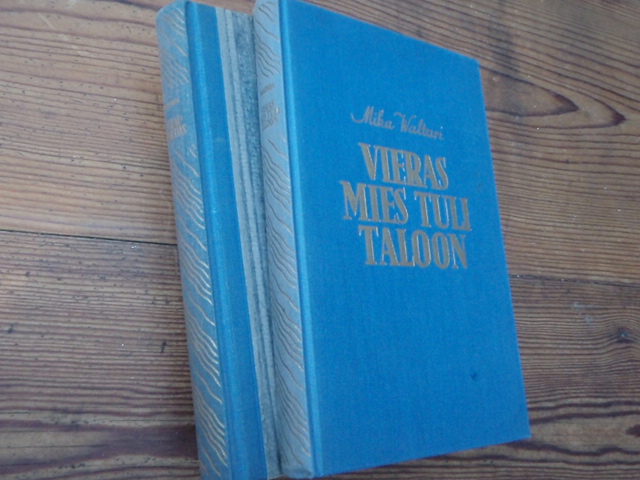 Mika Waltari
VIERAS
MIES TULI
TALOON